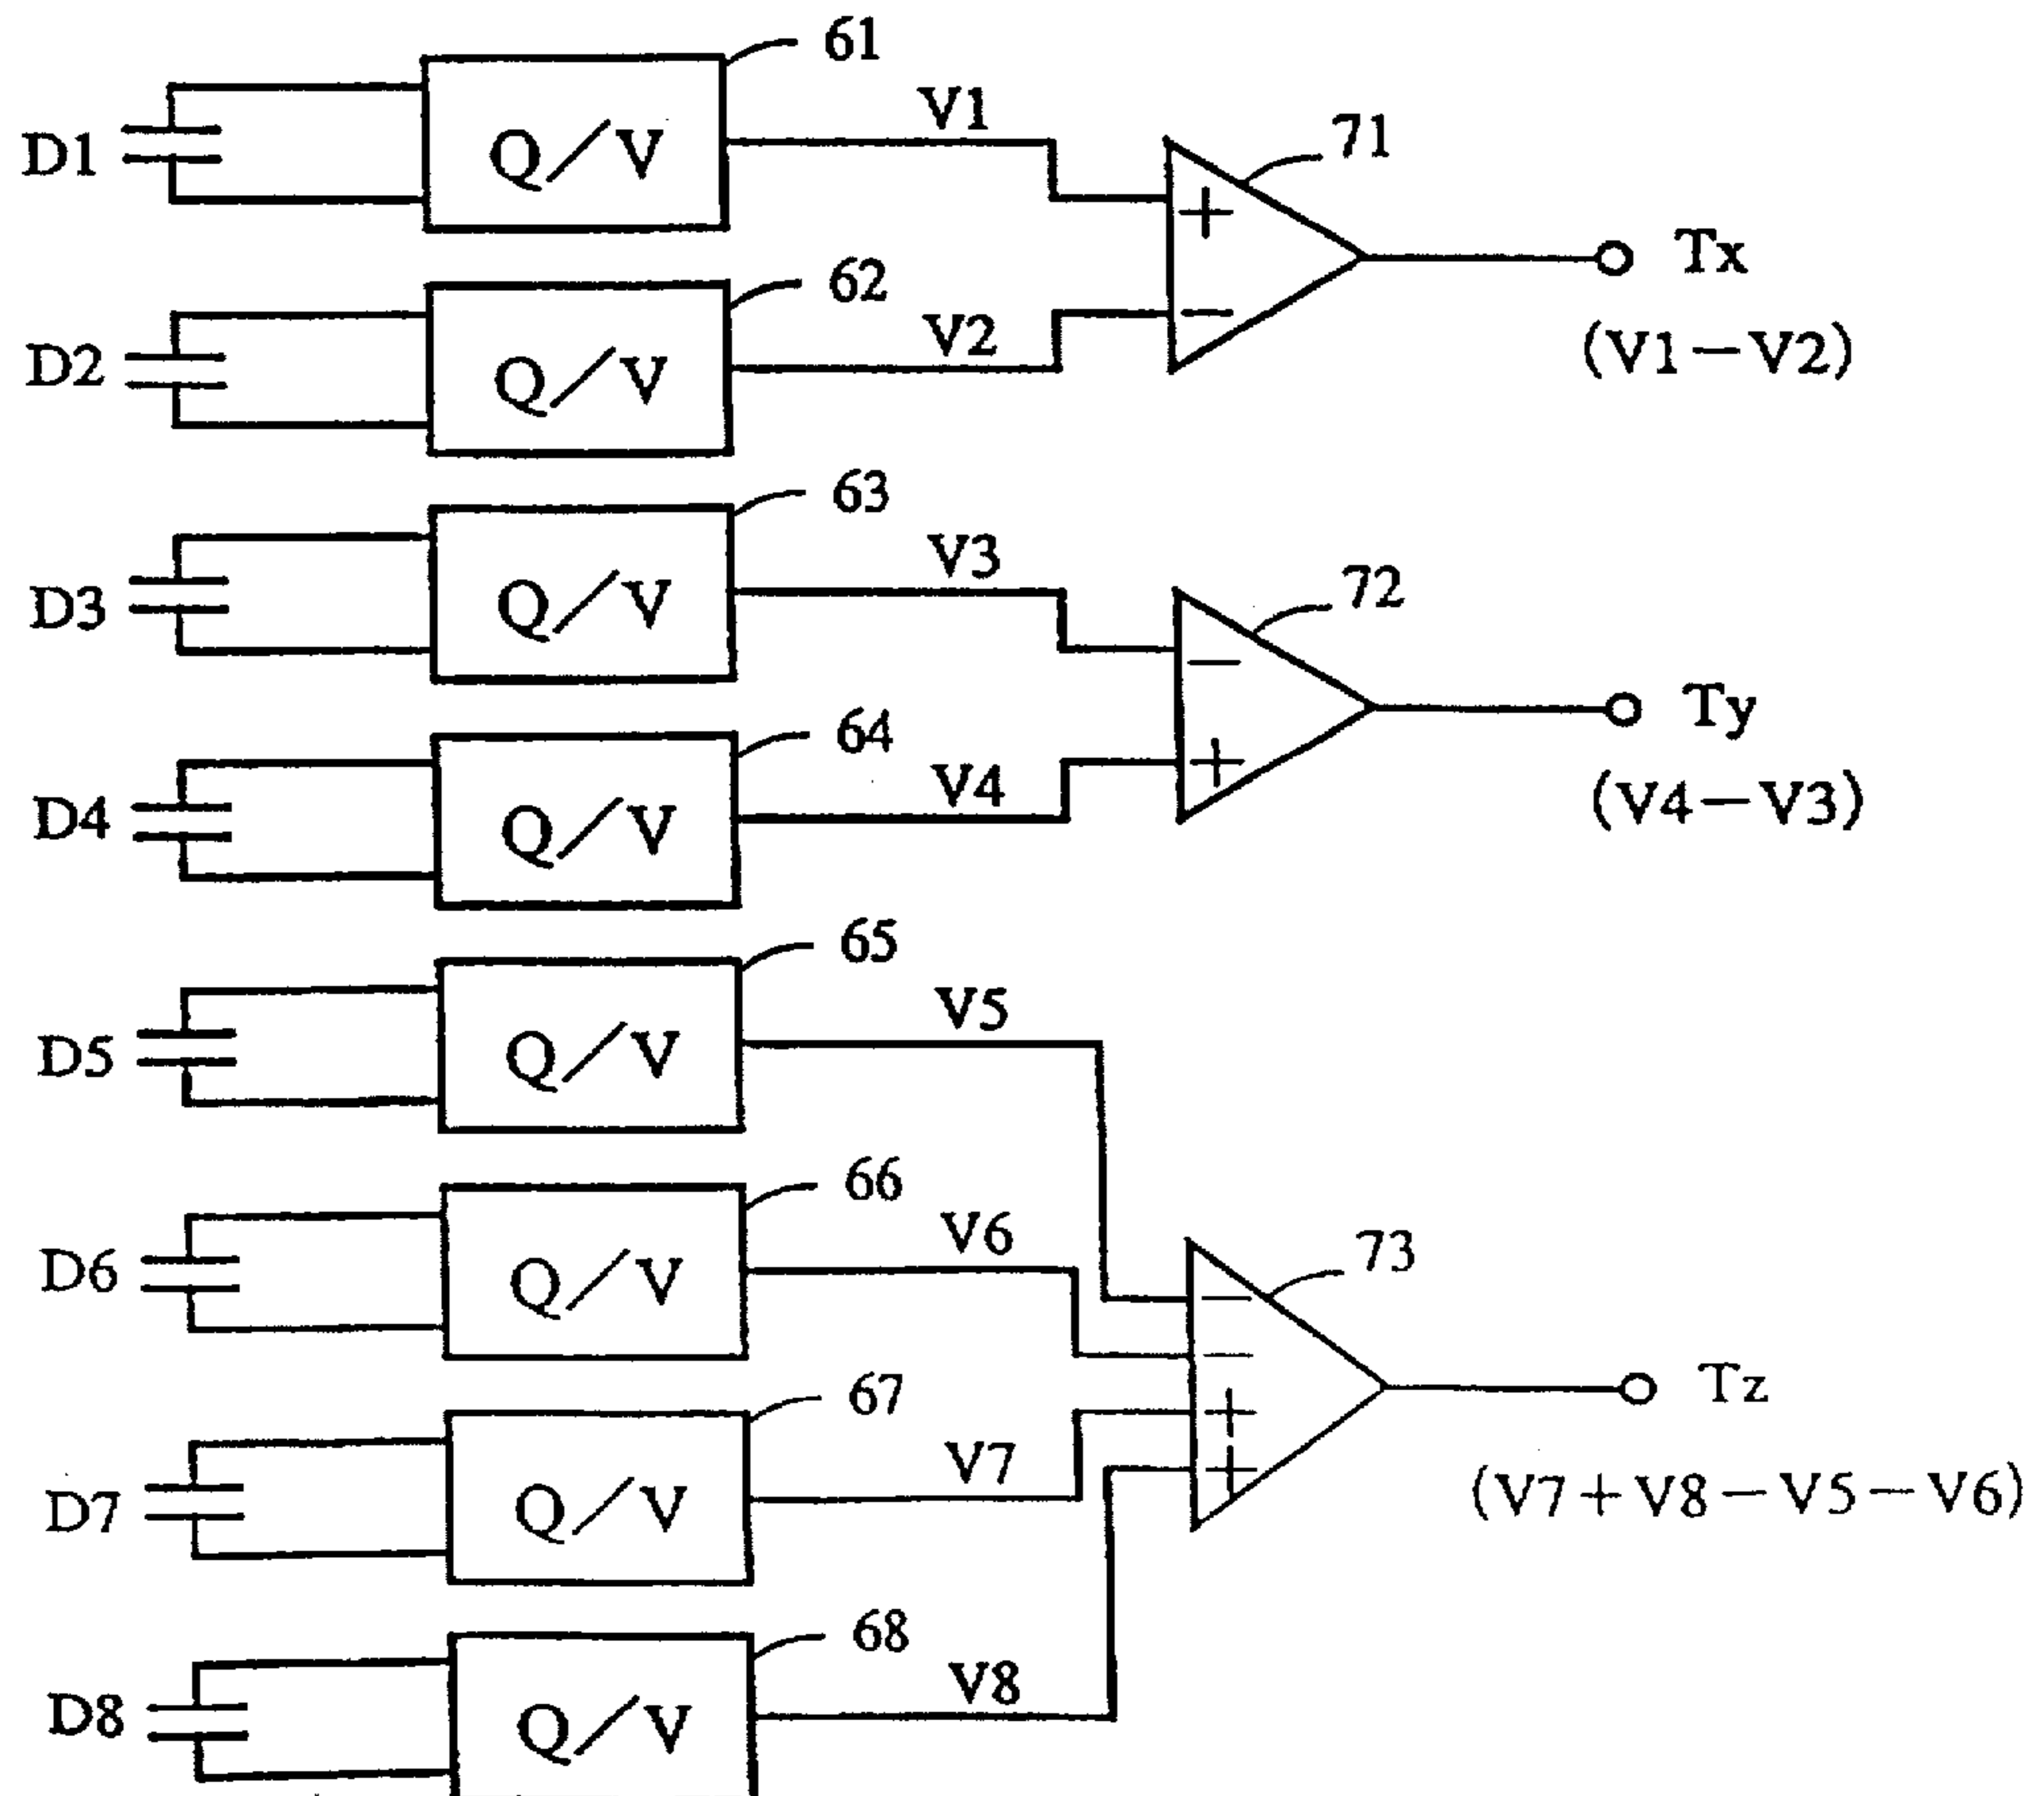 61
D1
Q/V
V1
71
+
−
Tx
(V1−V2)
62
D2
Q/V
V2
63
D3
Q/V
V3
72
−
+
Ty
(V4−V3)
64
D4
Q/V
V4
65
D5
Q/V
V5
66
D6
Q/V
V6
73
−
−
+
+
Tz
(V7+V8−V5−V6)
67
D7
Q/V
V7
68
D8
Q/V
V8